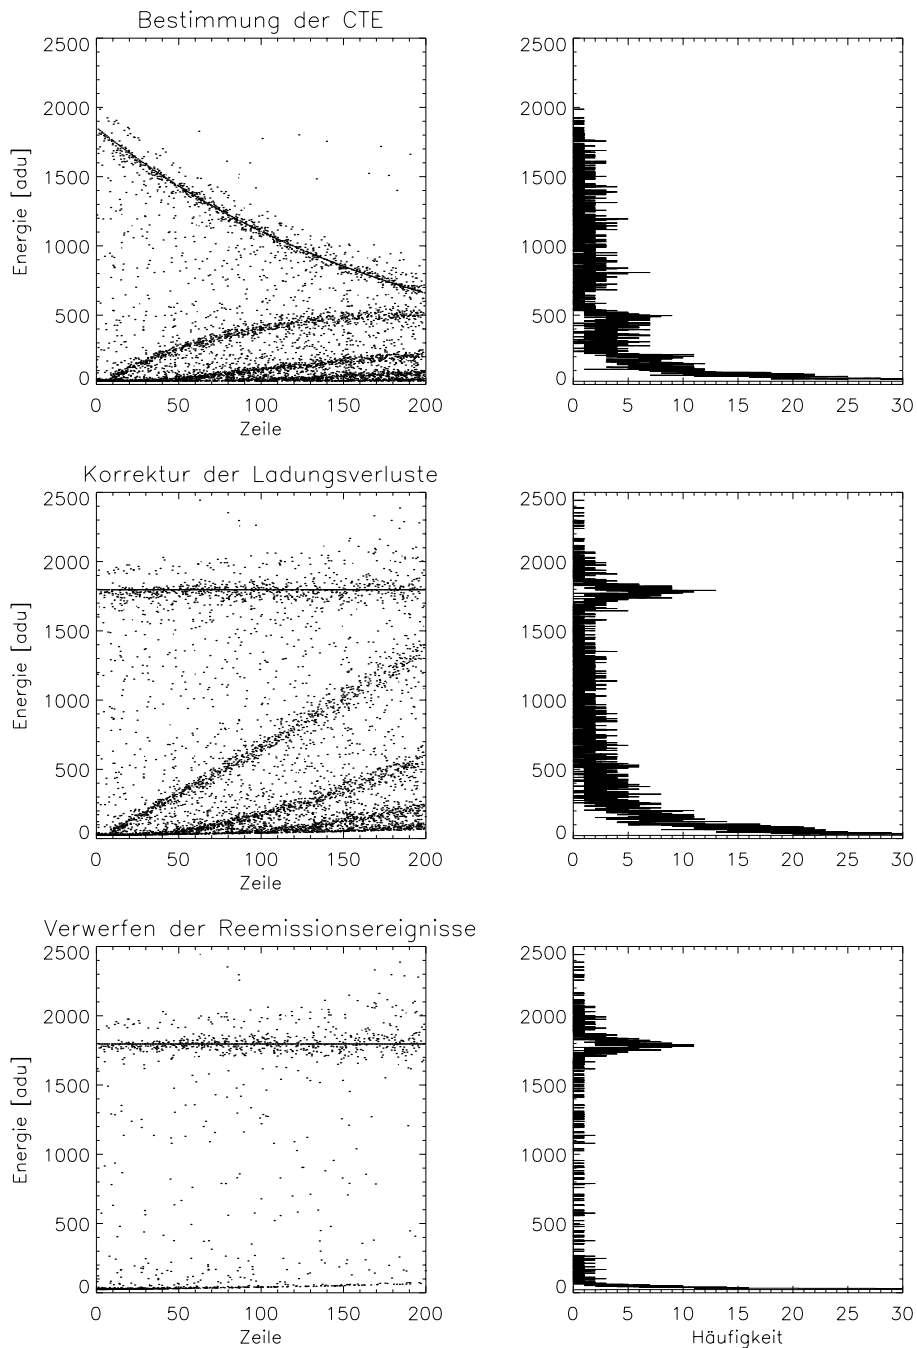 Bestimmung der CTE
2500
2000
1500
1000
500
0
Energie [adu]
0 50 100 150 200
Zeile
2500
2000
1500
1000
500
0
0 5 10 15 20 25 30
Korrektur der Ladungsverluste
2500
2000
1500
1000
500
0
Energie [adu]
0 50 100 150 200
Zeile
2500
2000
1500
1000
500
0
0 5 10 15 20 25 30
Verwerfen der Reemissionsereignisse
2500
2000
1500
1000
500
0
Energie [adu]
0 50 100 150 200
Zeile
2500
2000
1500
1000
500
0
0 5 10 15 20 25 30
Häufigkeit